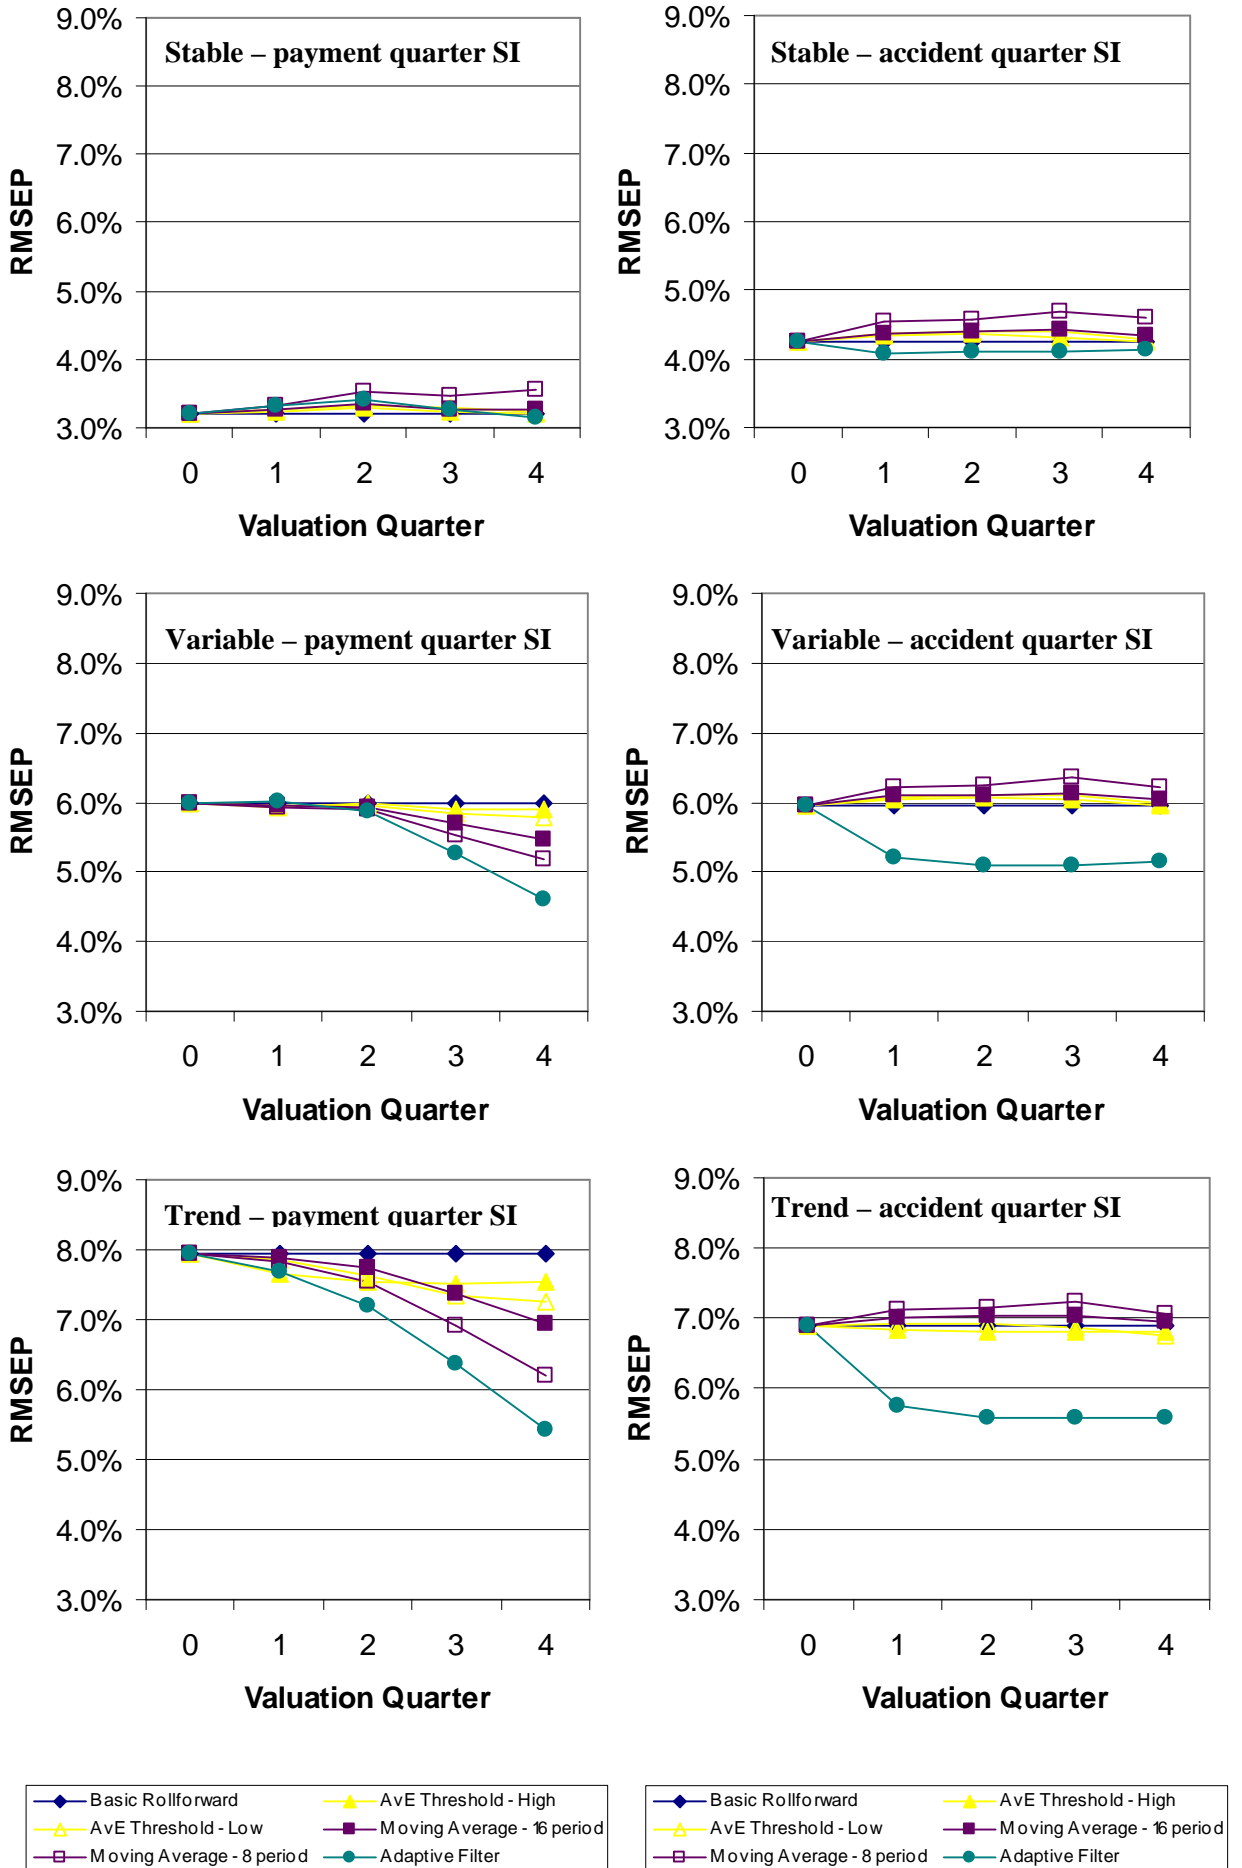 Stable – payment quarter SI
9.0%
8.0%
7.0%
6.0%
5.0%
4.0%
3.0%
RMSEP
0 1 2 3 4
Valuation Quarter
Stable – accident quarter SI
9.0%
8.0%
7.0%
6.0%
5.0%
4.0%
3.0%
RMSEP
0 1 2 3 4
Valuation Quarter
Variable – payment quarter SI
9.0%
8.0%
7.0%
6.0%
5.0%
4.0%
3.0%
RMSEP
0 1 2 3 4
Valuation Quarter
Variable – accident quarter SI
9.0%
8.0%
7.0%
6.0%
5.0%
4.0%
3.0%
RMSEP
0 1 2 3 4
Valuation Quarter
Trend – payment quarter SI
9.0%
8.0%
7.0%
6.0%
5.0%
4.0%
3.0%
RMSEP
0 1 2 3 4
Valuation Quarter
Trend – accident quarter SI
9.0%
8.0%
7.0%
6.0%
5.0%
4.0%
3.0%
RMSEP
0 1 2 3 4
Valuation Quarter
Basic Rollforward AvE Threshold - High
AvE Threshold - Low Moving Average - 16 period
Moving Average - 8 period Adaptive Filter
Basic Rollforward AvE Threshold - High
AvE Threshold - Low Moving Average - 16 period
Moving Average - 8 period Adaptive Filter